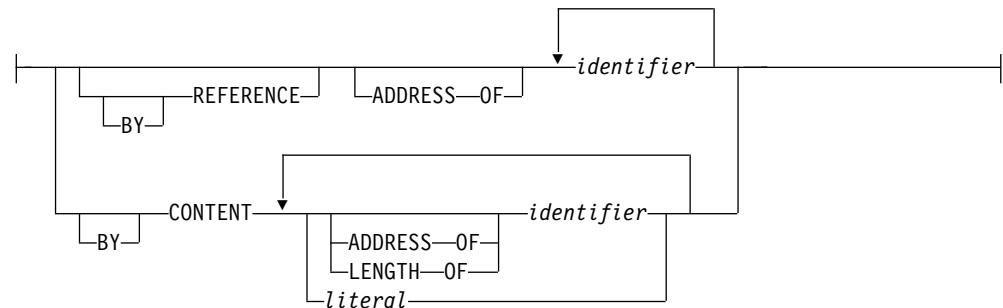 identifier
REFERENCE ADDRESS OF
BY
CONTENT identifier
BY ADDRESS OF
LENGTH OF
literal